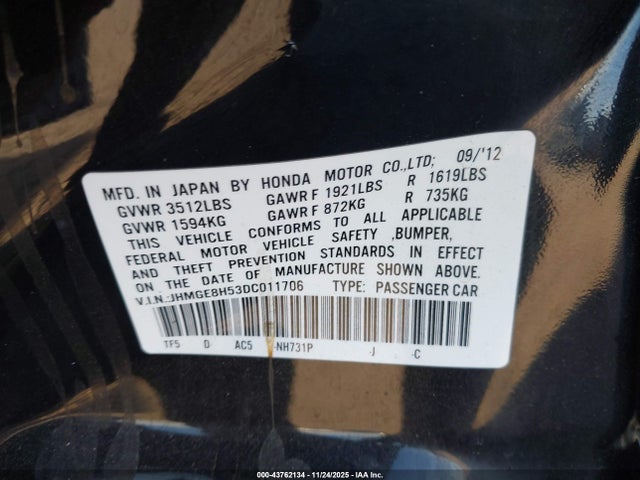 MFD. IN JAPAN BY HONDA MOTOR CO.,LTD; 09/'12
GVWR 3512LBS GAWR F 1921LBS R 1619LBS
GVWR 1594KG GAWR F 872KG R 735KG
THIS VEHICLE CONFORMS TO ALL APPLICABLE
FEDERAL MOTOR VEHICLE SAFETY ,BUMPER,
AND THEFT PREVENTION STANDARDS IN EFFECT
ON THE DATE OF MANUFACTURE SHOWN ABOVE.
V.I.N.:JHMGE8H53DC011706 TYPE: PASSENGER CAR
TF5 D AC5 -NH731P -J -C
000-43762134 - 11/24/2025 - IAA Inc.